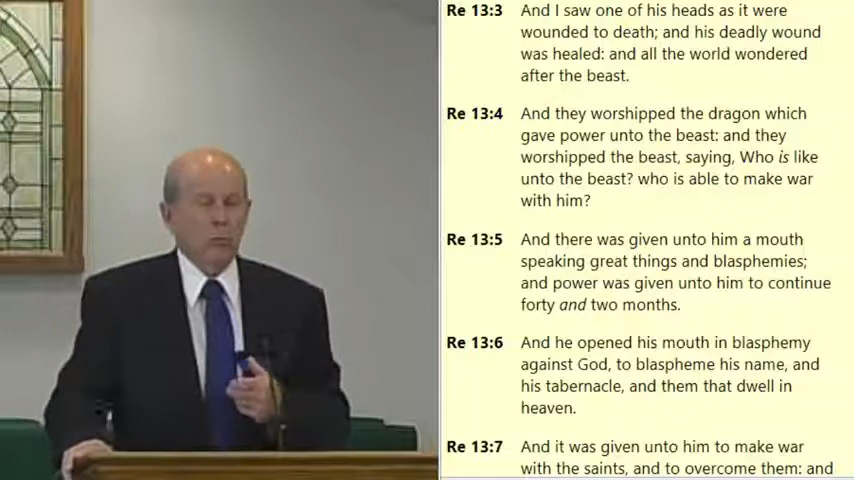 Re 13:3 And I saw one of his heads as it were
wounded to death; and his deadly wound
was healed: and all the world wondered
after the beast.
Re 13:4 And they worshipped the dragon which
gave power unto the beast: and they
worshipped the beast, saying, Who is like
unto the beast? who is able to make war
with him?
Re 13:5 And there was given unto him a mouth
speaking great things and blasphemies;
and power was given unto him to continue
forty and two months.
Re 13:6 And he opened his mouth in blasphemy
against God, to blaspheme his name, and
his tabernacle, and them that dwell in
heaven.
Re 13:7 And it was given unto him to make war
with the saints, and to overcome them: and